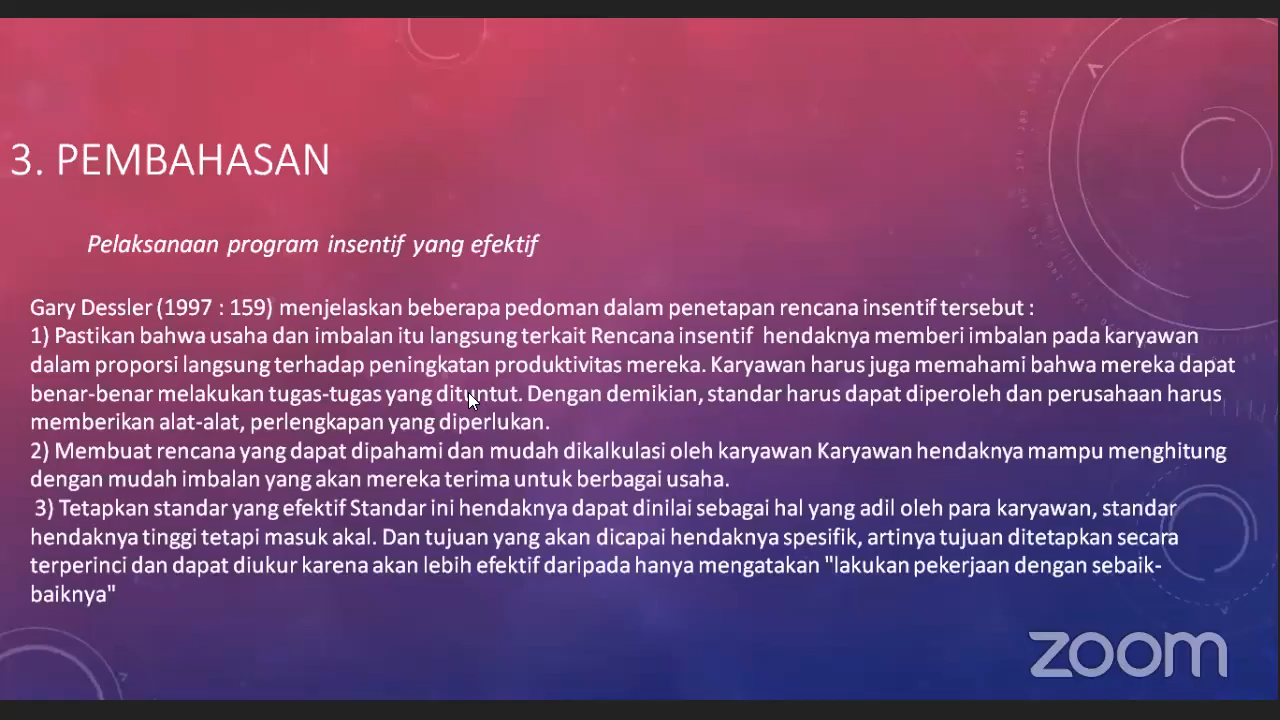 3. PEMBAHASAN
Pelaksanaan program insentif yang efektif
Gary Dessler (1997 : 159) menjelaskan beberapa pedoman dalam penetapan rencana insentif tersebut :
1) Pastikan bahwa usaha dan imbalan itu langsung terkait Rencana insentif  hendaknya memberi imbalan pada karyawan
dalam proporsi langsung terhadap peningkatan produktivitas mereka. Karyawan harus juga memahami bahwa mereka dapat
benar-benar melakukan tugas-tugas yang dituntut. Dengan demikian, standar harus dapat diperoleh dan perusahaan harus
memberikan alat-alat, perlengkapan yang diperlukan.
2) Membuat rencana yang dapat dipahami dan mudah dikalkulasi oleh karyawan Karyawan hendaknya mampu menghitung
dengan mudah imbalan yang akan mereka terima untuk berbagai usaha.
3) Tetapkan standar yang efektif Standar ini hendaknya dapat dinilai sebagai hal yang adil oleh para karyawan, standar
hendaknya tinggi tetapi masuk akal. Dan tujuan yang akan dicapai hendaknya spesifik, artinya tujuan ditetapkan secara
terperinci dan dapat diukur karena akan lebih efektif daripada hanya mengatakan "lakukan pekerjaan dengan sebaik-
baiknya"
zoom